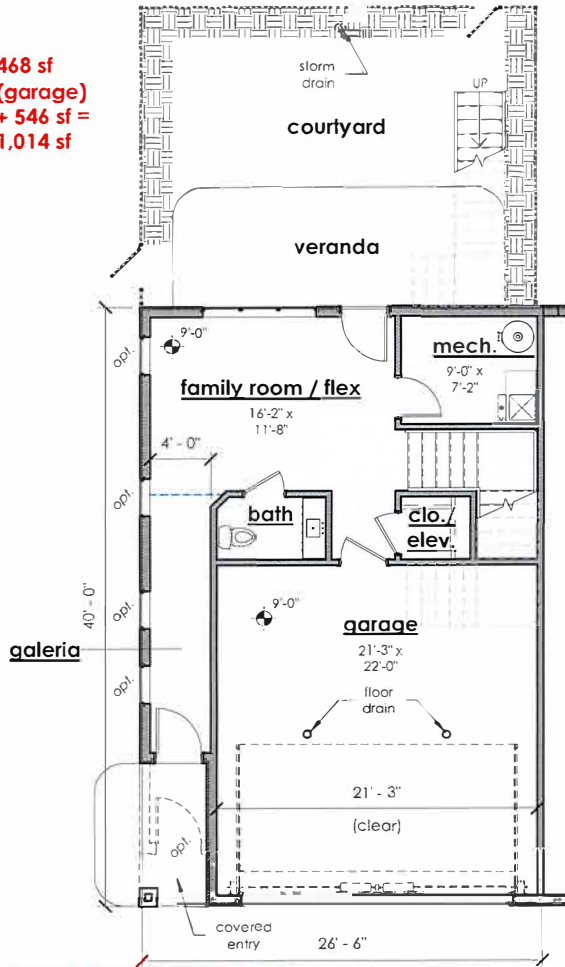 468 sf
(garage)
+ 546 sf =
1,014 sf
slorm
drain
UP
courtyard
veranda
opt.
9'-0"
mech.
9'-0" x
7'-2"
family room / flex
16'-2" x
11'-8"
4' - 0"
opt.
bath
clo./
elev.
40' - 0"
opt.
9'-0"
garage
21'-3" x
22'-0"
galeria
opt.
floor
drain
21' - 3"
(clear)
opt.
covered
entry
26' - 6"